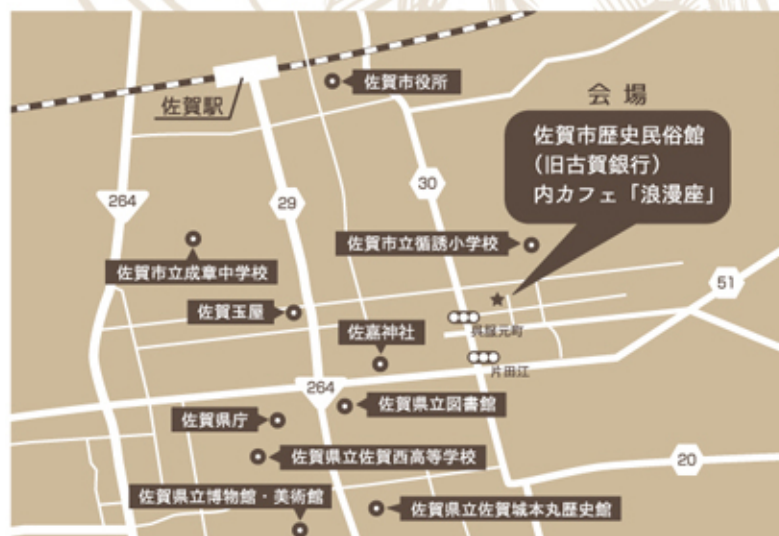 佐賀駅
佐賀市役所
会場
佐賀市歴史民俗館
(旧古賀銀行)
内カフェ「浪漫座」
264
29
30
佐賀市立成章中学校
佐賀市立循誘小学校
51
佐賀玉屋
呉服元町
佐嘉神社
片田江
264
佐賀県立図書館
佐賀県庁
佐賀県立佐賀西高等学校
20
佐賀県立博物館・美術館
佐賀県立佐賀城本丸歴史館